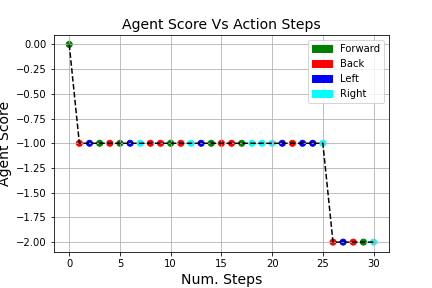 Agent Score Vs Action Steps
Agent Score
0.00
-0.25
-0.50
-0.75
−1.00
−1.25
−1.50
−1.75
−2.00
Forward
Back
Left
Right
0 5 10 15 20 25 30
Num. Steps